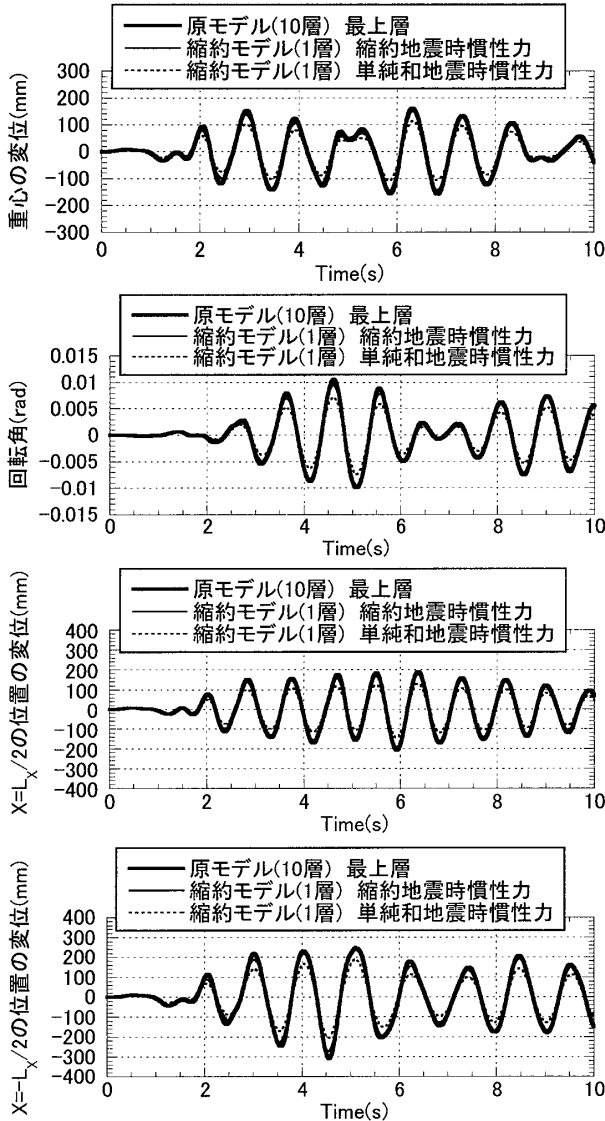 原モデル(10層) 最上層
縮約モデル(1層) 縮約地震時慣性力
縮約モデル(1層) 単純和地震時慣性力
重心の変位(mm)
300
200
100
0
-100
-200
-300
0 2 4 6 8 10
Time(s)
原モデル(10層) 最上層
縮約モデル(1層) 縮約地震時慣性力
縮約モデル(1層) 単純和地震時慣性力
回転角(rad)
0.015
0.01
0.005
0
-0.005
-0.01
-0.015
0 2 4 6 8 10
Time(s)
原モデル(10層) 最上層
縮約モデル(1層) 縮約地震時慣性力
縮約モデル(1層) 単純和地震時慣性力
X=L_X/2の位置の変位(mm)
400
300
200
100
0
-100
-200
-300
-400
0 2 4 6 8 10
Time(s)
原モデル(10層) 最上層
縮約モデル(1層) 縮約地震時慣性力
縮約モデル(1層) 単純和地震時慣性力
X=-L_X/2の位置の変位(mm)
400
300
200
100
0
-100
-200
-300
-400
0 2 4 6 8 10
Time(s)